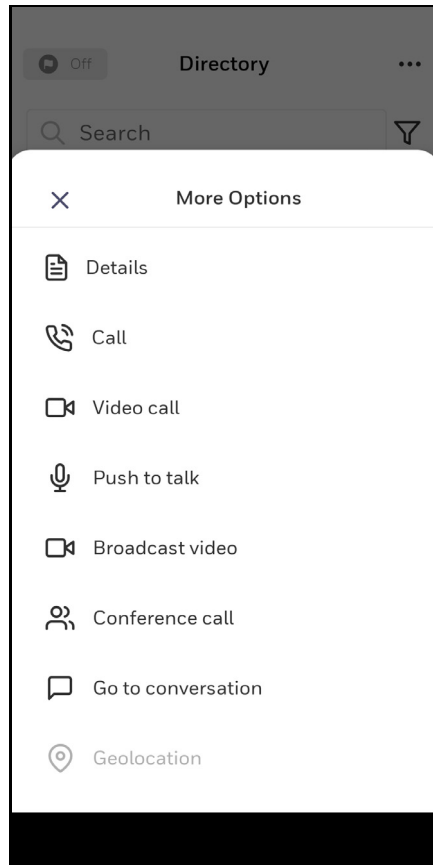 Off
Directory
Search
More Options
Details
Call
Video call
Push to talk
Broadcast video
Conference call
Go to conversation
Geolocation